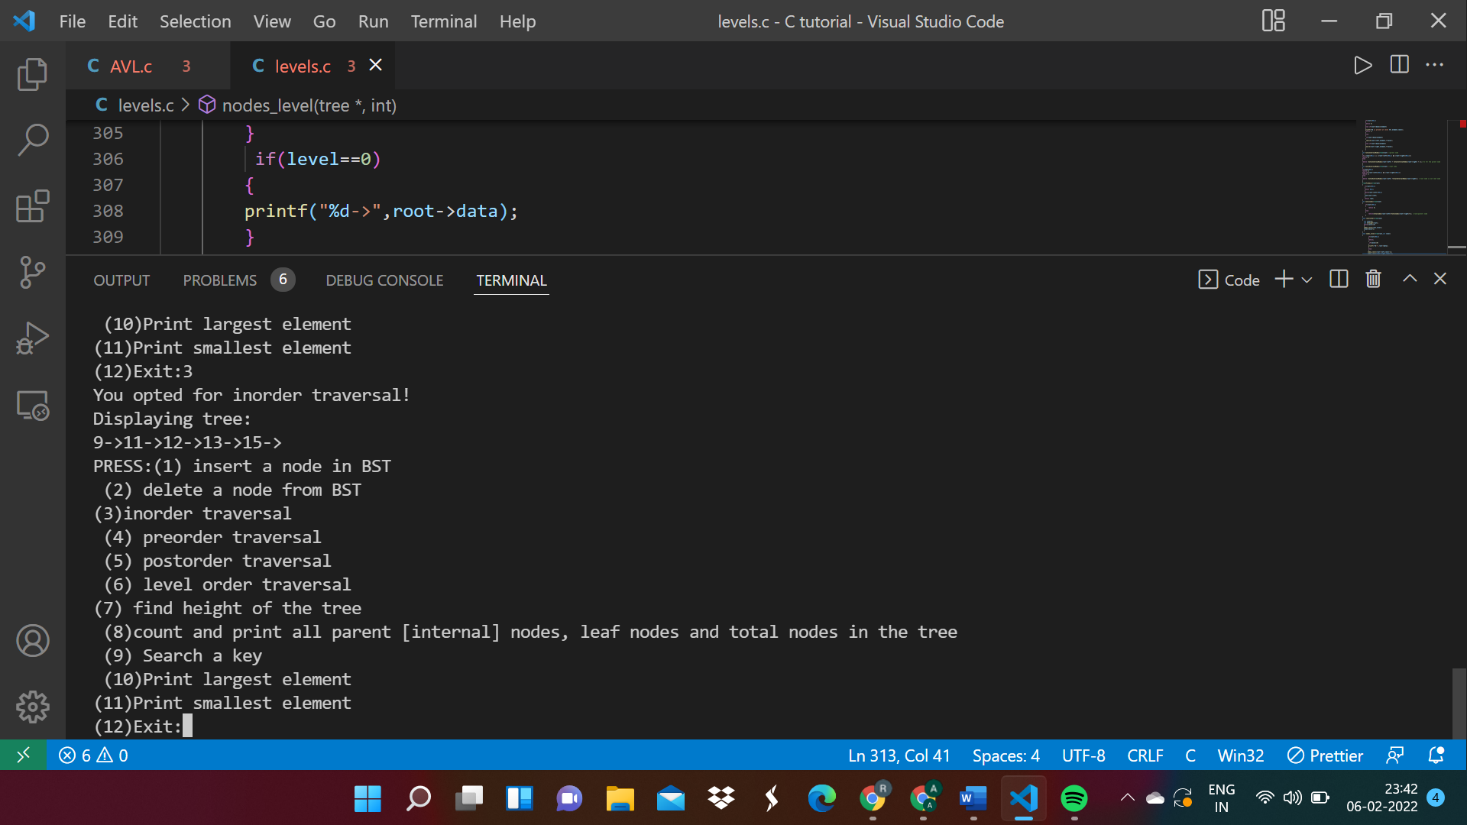 File Edit Selection View Go Run Terminal Help levels.c - C tutorial - Visual Studio Code
C AVL.c 3 C levels.c 3
C levels.c > nodes_level(tree *, int)
305 }
306 if(level==0)
307 {
308 printf("%d->",root->data);
309 }
OUTPUT PROBLEMS 6 DEBUG CONSOLE TERMINAL Code
(10)Print largest element
(11)Print smallest element
(12)Exit:3
You opted for inorder traversal!
Displaying tree:
9->11->12->13->15->
PRESS:(1) insert a node in BST
(2) delete a node from BST
(3)inorder traversal
(4) preorder traversal
(5) postorder traversal
(6) level order traversal
(7) find height of the tree
(8)count and print all parent [internal] nodes, leaf nodes and total nodes in the tree
(9) Search a key
(10)Print largest element
(11)Print smallest element
(12)Exit:
6 0 Ln 313, Col 41 Spaces: 4 UTF-8 CRLF C Win32 Prettier
R A A W ENG 23:42
IN 06-02-2022 4